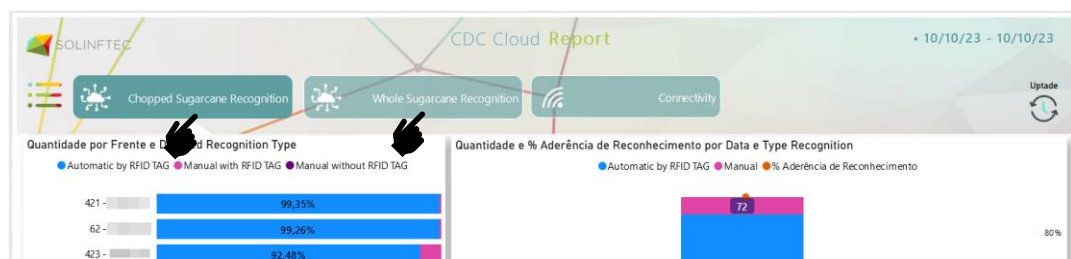 SOLINFTEC
CDC Cloud Report
• 10/10/23 - 10/10/23
Chopped Sugarcane Recognition
Whole Sugarcane Recognition
Connectivity
Uptade
Quantidade por Frente e D d Recognition Type
Automatic by RFID TAG Manual with RFID TAG Manual without RFID TAG
421 -
99,35%
62 -
99,26%
423 -
92,48%
Quantidade e % Aderência de Reconhecimento por Data e Type Recognition
Automatic by RFID TAG Manual % Aderência de Reconhecimento
72
80%